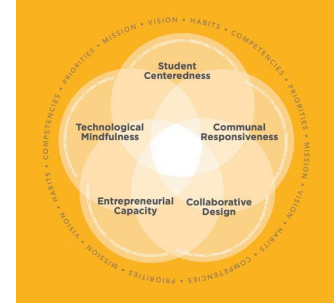 COMPETENCIES • PRIORITIES • MISSION • VISION • HABITS • COMPETENCIES • PRIORITIES • MISSION • VISION • HABITS • COMPETENCIES • PRIORITIES • MISSION • VISION • HABITS •
Student
Centeredness
Technological
Mindfulness
Communal
Responsiveness
Entrepreneurial
Capacity
Collaborative
Design